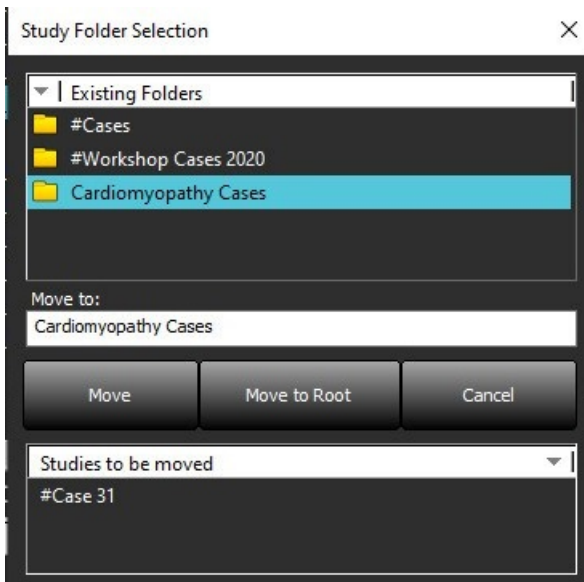 Study Folder Selection
Existing Folders
#Cases
#Workshop Cases 2020
Cardiomyopathy Cases
Move to:
Cardiomyopathy Cases
Move Move to Root Cancel
Studies to be moved
#Case 31